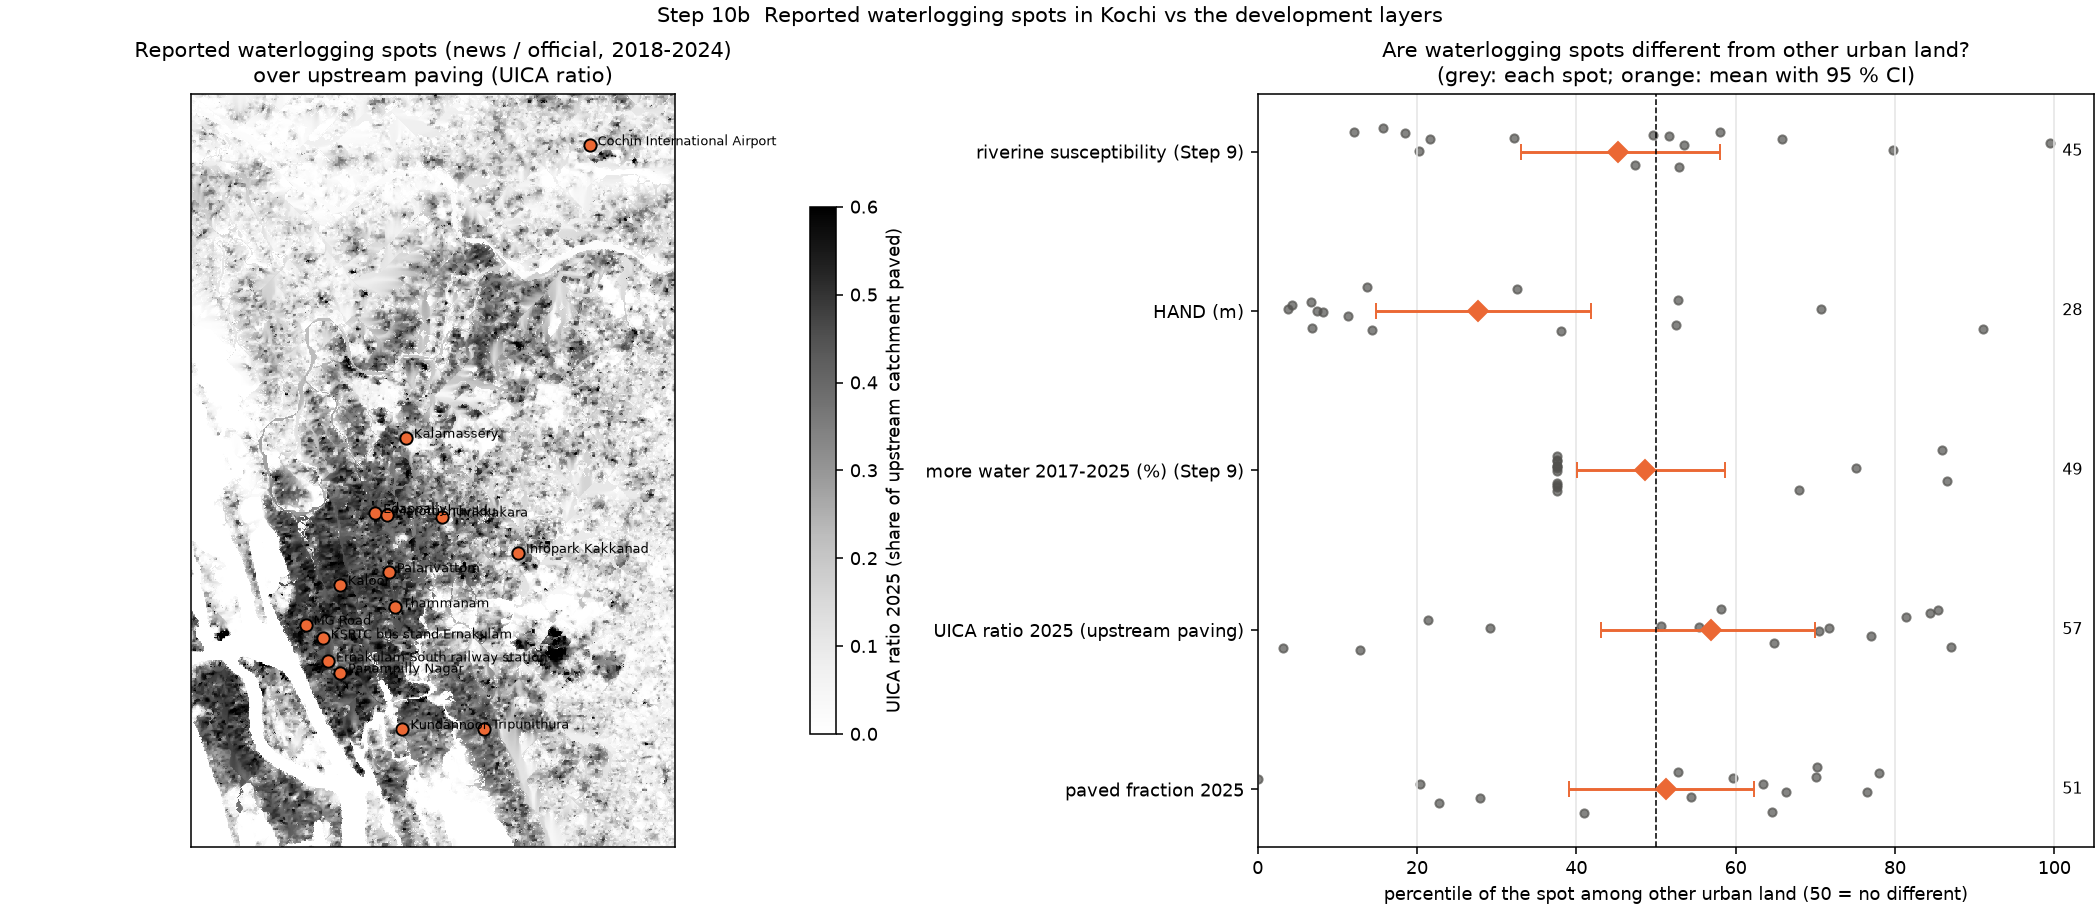 Step 10b  Reported waterlogging spots in Kochi vs the development layers
Reported waterlogging spots (news / official, 2018-2024)
over upstream paving (UICA ratio)
Cochin International Airport
Kalamassery
Edappally
Thrikkakara
Infopark Kakkanad
Palarivattom
Kaloor
Thammanam
MG Road
KSRTC bus stand Ernakulam
Ernakulam South railway station
Panampilly Nagar
Kundannoor
Tripunithura
0.6
0.5
0.4
0.3
0.2
0.1
0.0
UICA ratio 2025 (share of upstream catchment paved)
Are waterlogging spots different from other urban land?
(grey: each spot; orange: mean with 95 % CI)
riverine susceptibility (Step 9)
45
HAND (m)
28
more water 2017-2025 (%) (Step 9)
49
UICA ratio 2025 (upstream paving)
57
paved fraction 2025
51
0
20
40
60
80
100
percentile of the spot among other urban land (50 = no different)